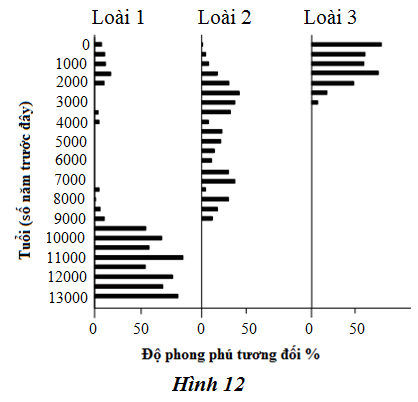 Loài 1 Loài 2 Loài 3
Tuổi (số năm trước đây)
0
1000
2000
3000
4000
5000
6000
7000
8000
9000
10000
11000
12000
13000
0 50 0 50 0 50
Độ phong phú tương đối %
Hình 12